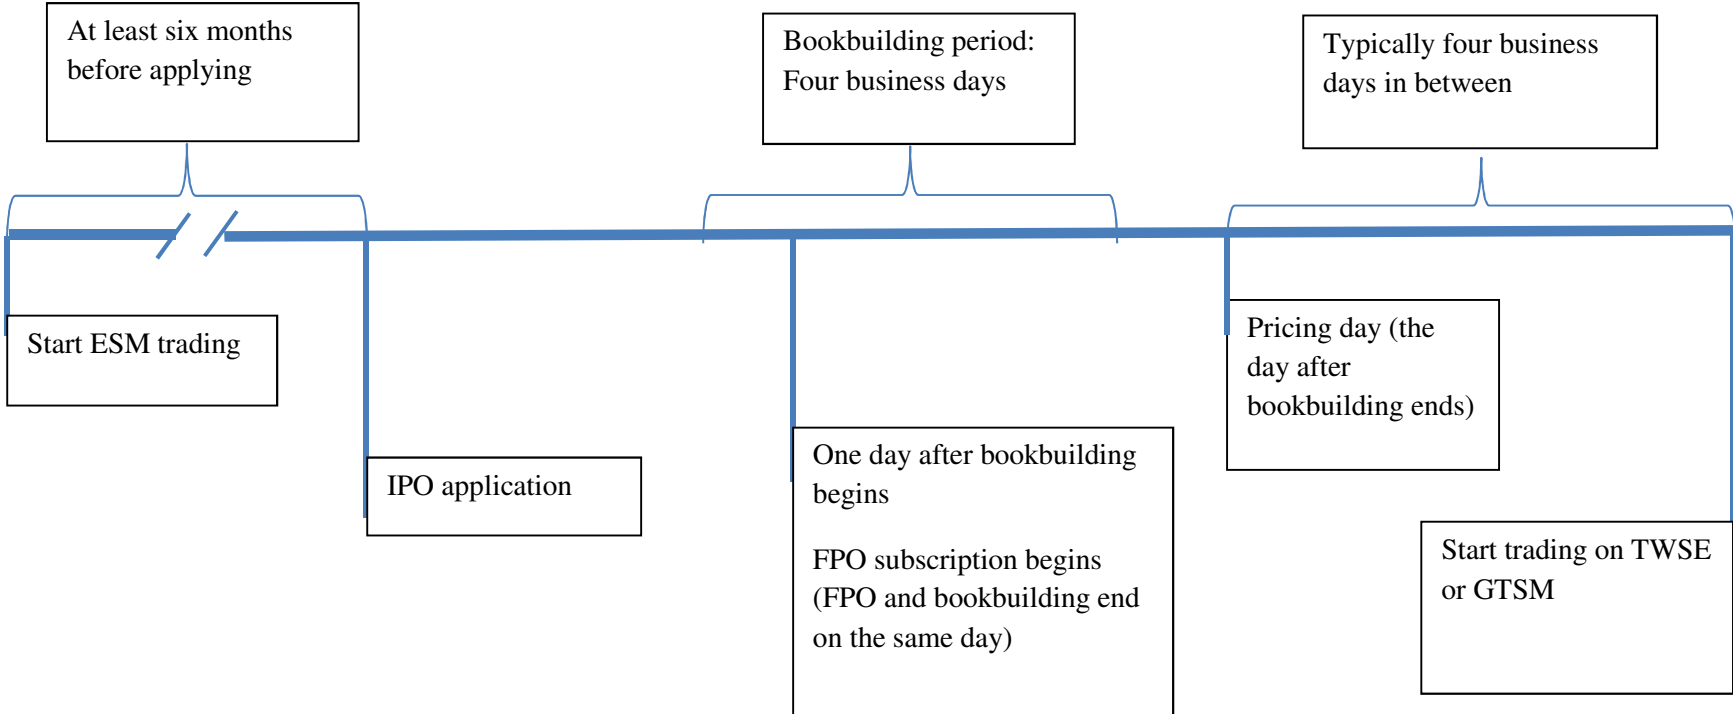 At least six months
before applying
Bookbuilding period:
Four business days
Typically four business
days in between
Start ESM trading
IPO application
One day after bookbuilding
begins
FPO subscription begins
(FPO and bookbuilding end
on the same day)
Pricing day (the
day after
bookbuilding ends)
Start trading on TWSE
or GTSM